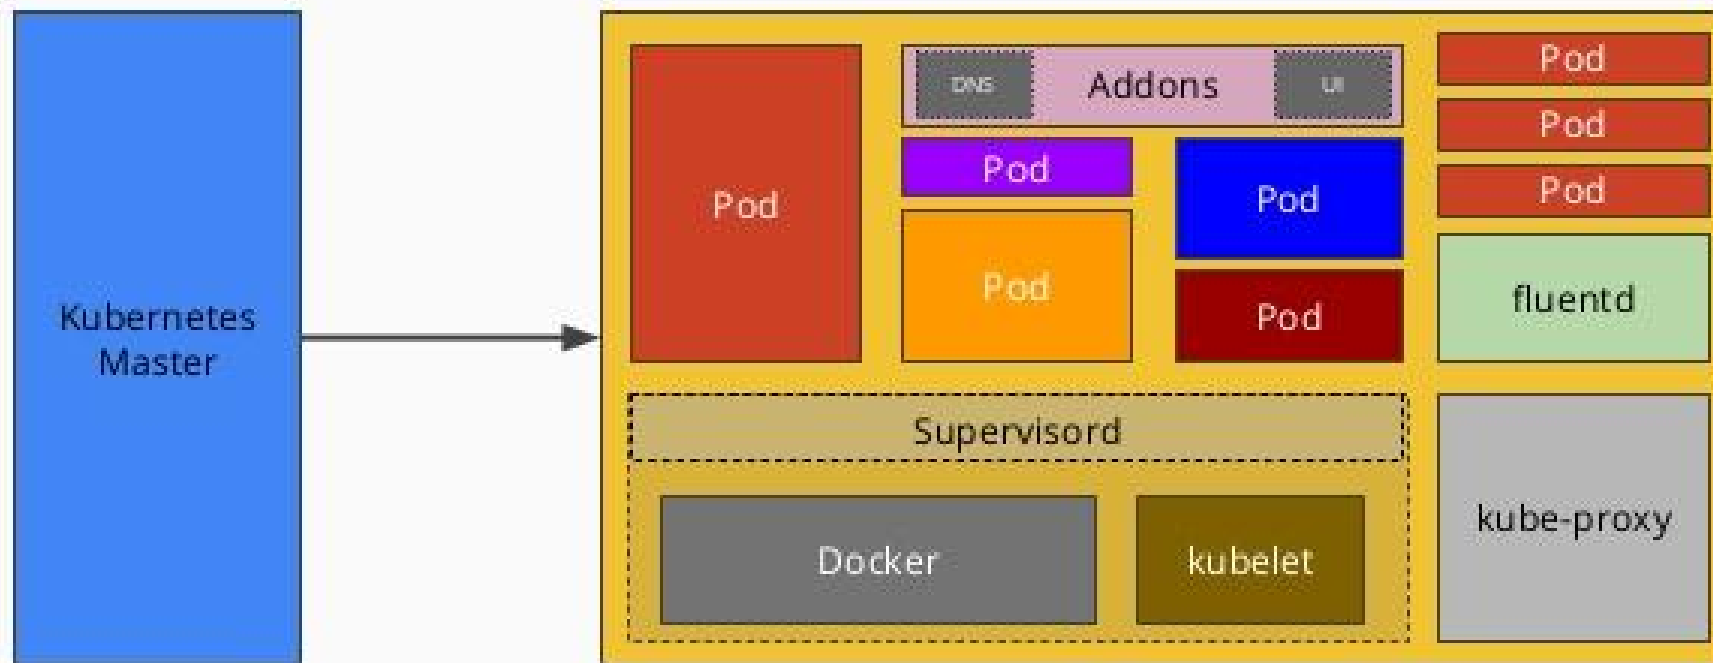 Kubernetes
Master
Pod
DNS
Addons
UI
Pod
Pod
Pod
Pod
Pod
Pod
Pod
fluentd
Supervisord
Docker
kubelet
kube-proxy